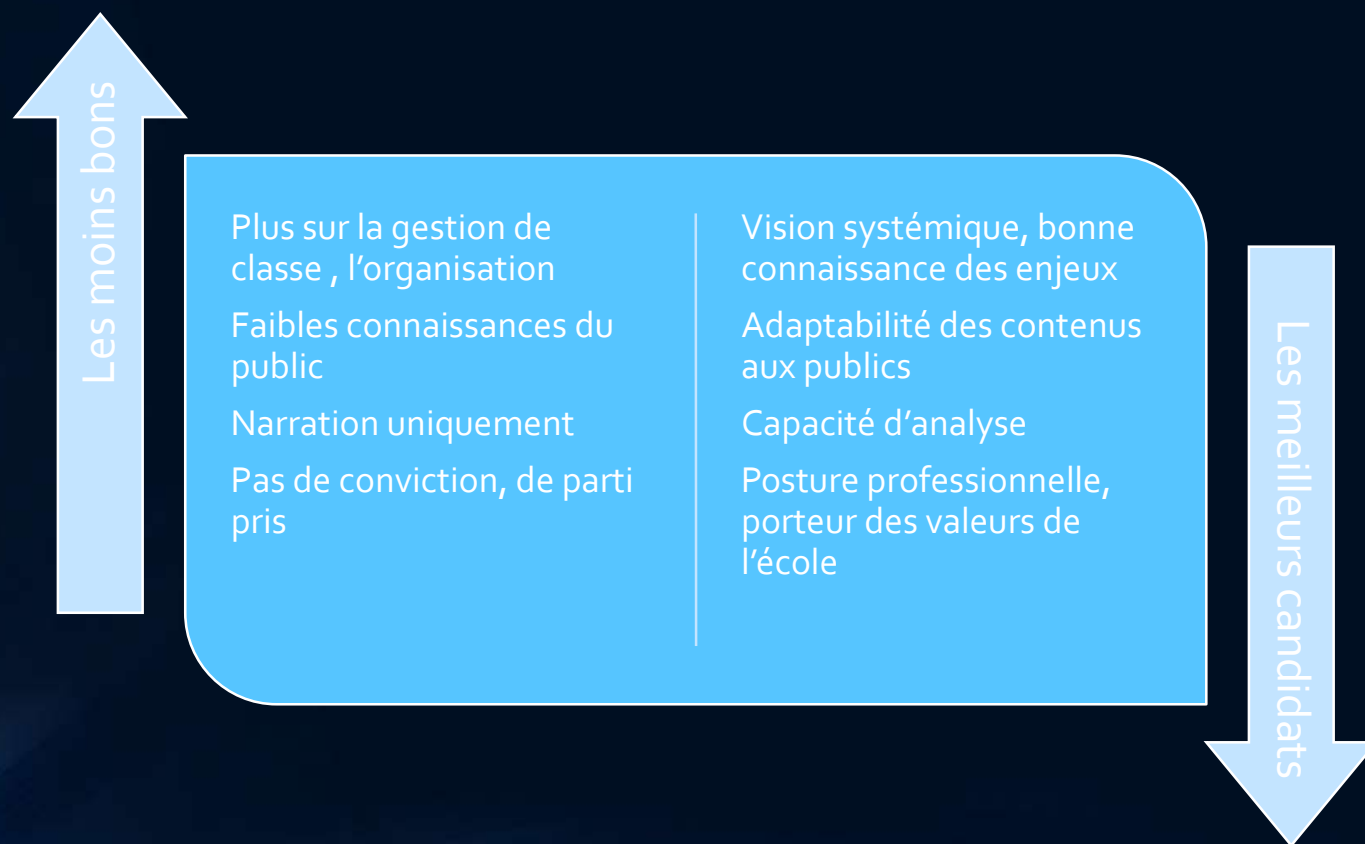 Les moins bons
Plus sur la gestion de
classe , l’organisation
Faibles connaissances du
public
Narration uniquement
Pas de conviction, de parti
pris
Vision systémique, bonne
connaissance des enjeux
Adaptabilité des contenus
aux publics
Capacité d’analyse
Posture professionnelle,
porteur des valeurs de
l’école
Les meilleurs candidats